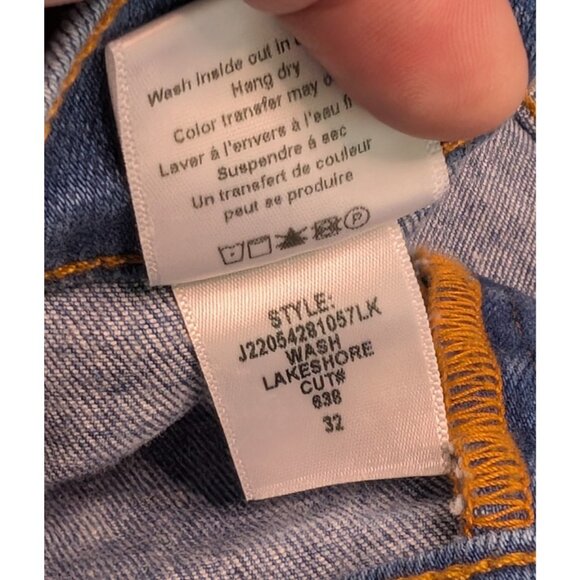 Wash inside out in
Hang dry
Color transfer may
Laver à l'envers à l'eau
Suspendre à sec
Un transfert de couleur
peut se produire
P
STYLE:
J22054281057LK
WASH
LAKESHORE
CUT#
638
32